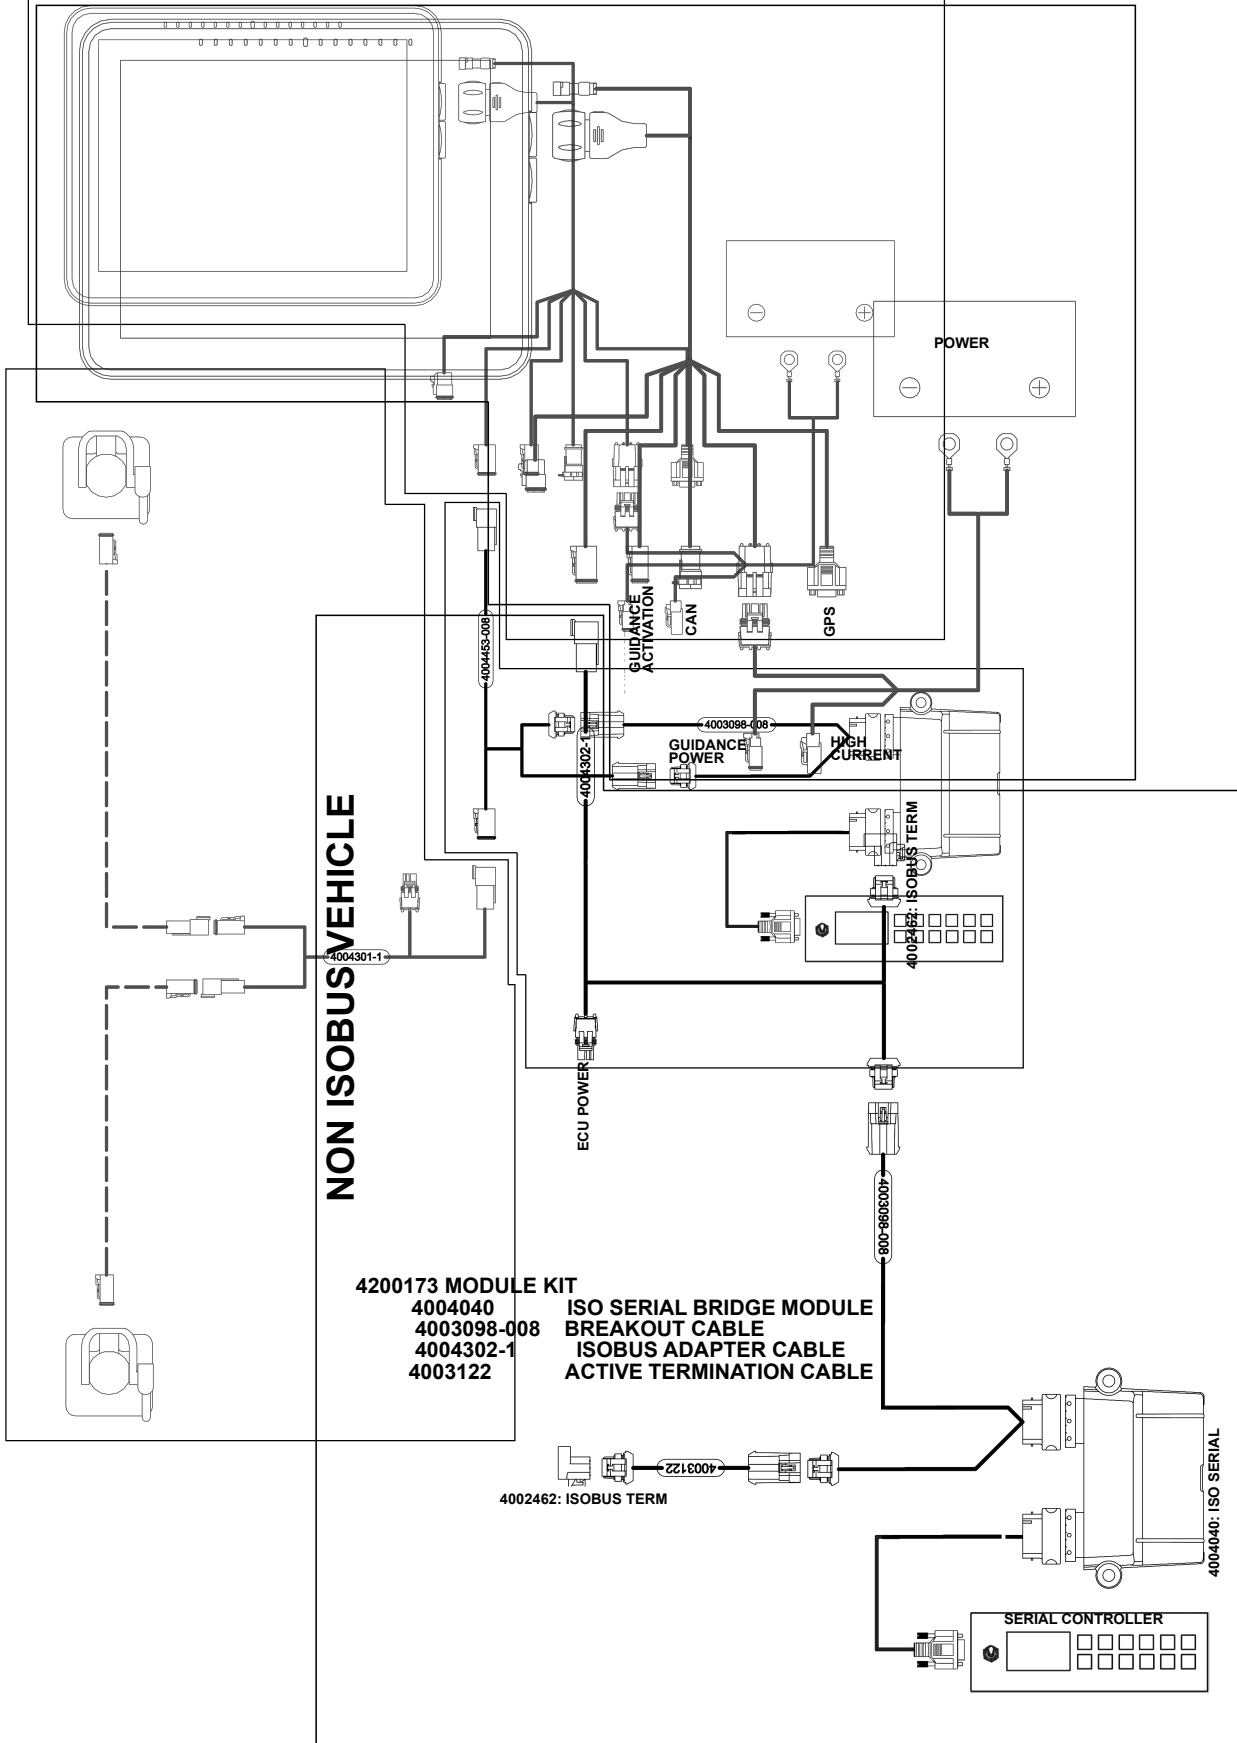 POWER
GUIDANCE
ACTIVATION
CAN
GPS
4004453-008
4003098-008
GUIDANCE
POWER
HIGH
CURRENT
4004302-1
4002462: ISOBUS TERM
NON ISOBUS VEHICLE
4004301-1
ECU POWER
4003098-008
4200173 MODULE KIT
4004040 ISO SERIAL BRIDGE MODULE
4003098-008 BREAKOUT CABLE
4004302-1 ISOBUS ADAPTER CABLE
4003122 ACTIVE TERMINATION CABLE
4003122
4002462: ISOBUS TERM
4004040: ISO SERIAL
SERIAL CONTROLLER